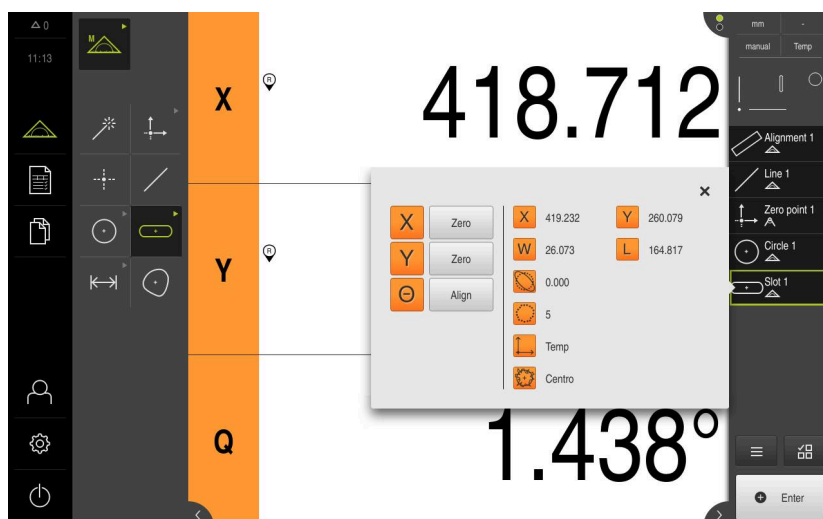 0
11:13
M
X
R
418.712
Y
R
Q
1.438°
X
Zero
Y
Zero
Θ
Align
X
419.232
Y
260.079
W
26.073
L
164.817
0.000
5
Temp
Centro
mm
-
manual
Temp
Alignment 1
Line 1
Zero point 1
Circle 1
Slot 1
Enter